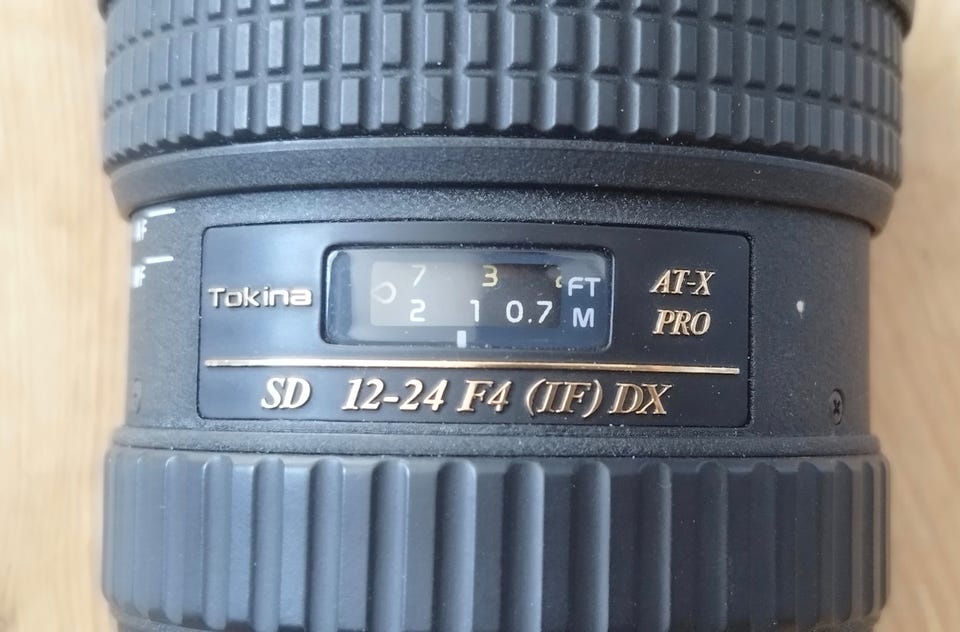 Tokina
7 3 FT
2 1 0.7 M
AT-X
PRO
SD 12-24 F4 (IF) DX